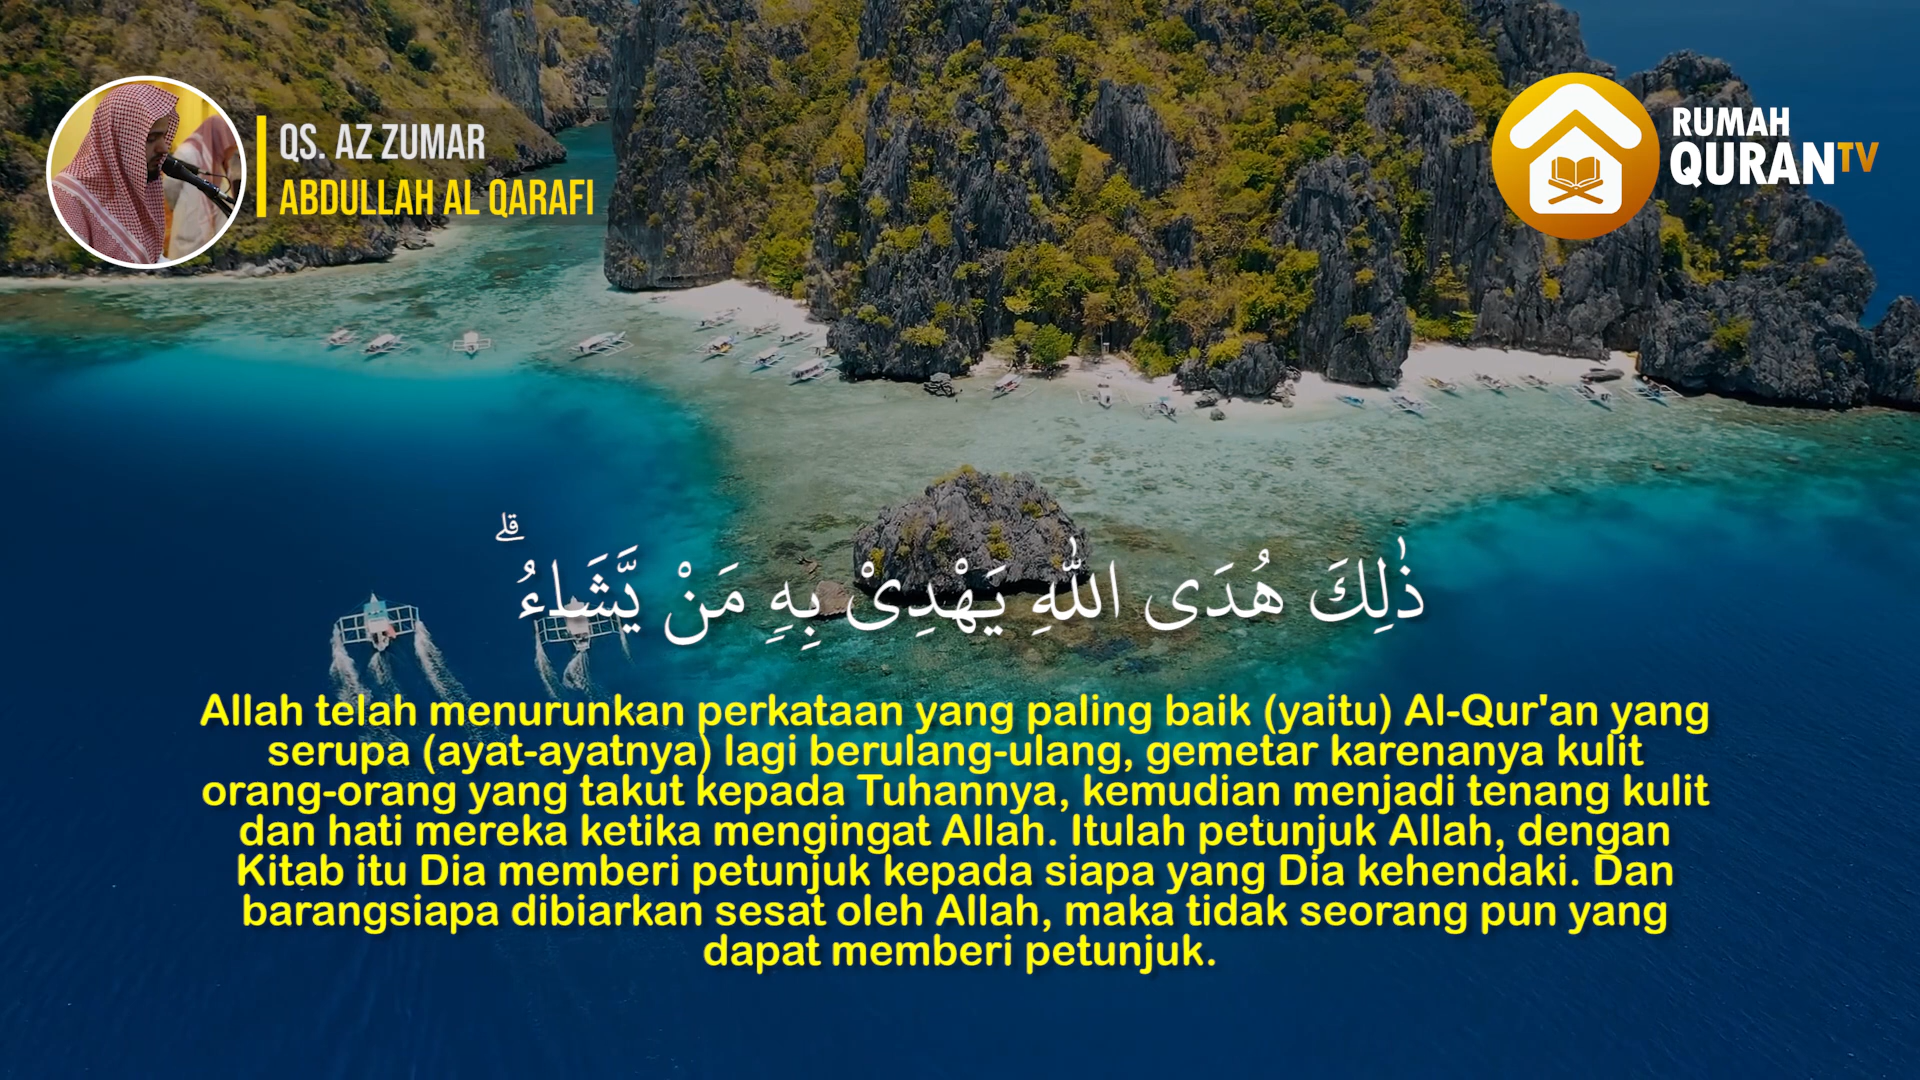 QS. AZ ZUMAR
ABDULLAH AL QARAFI
RUMAH
QURANTV
ذٰلِكَ هُدَى اللّٰهِ يَهْدِيْ بِهٖ مَنْ يَّشَاءُ ۗ
Allah telah menurunkan perkataan yang paling baik (yaitu) Al-Qur'an yang
serupa (ayat-ayatnya) lagi berulang-ulang, gemetar karenanya kulit
orang-orang yang takut kepada Tuhannya, kemudian menjadi tenang kulit
dan hati mereka ketika mengingat Allah. Itulah petunjuk Allah, dengan
Kitab itu Dia memberi petunjuk kepada siapa yang Dia kehendaki. Dan
barangsiapa dibiarkan sesat oleh Allah, maka tidak seorang pun yang
dapat memberi petunjuk.